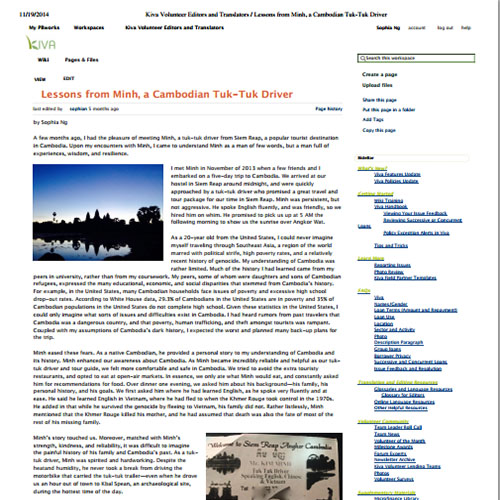 11/19/2014
Kiva Volunteer Editors and Translators / Lessons from Minh, a Cambodian Tuk-Tuk Driver
My PBworks Workspaces Kiva Volunteer Editors and Translators
Sophia Ng account log out help
KIVA
Wiki Pages & Files
VIEW EDIT
Lessons from Minh, a Cambodian Tuk-Tuk Driver
last edited by sophian 5 months ago Page history
by Sophia Ng
A few months ago, I had the pleasure of meeting Minh, a tuk-tuk driver from Siem Reap, a popular tourist destination
in Cambodia. Upon my encounters with Minh, I came to understand Minh as a man of few words, but a man full of
experiences, wisdom, and resilience.
I met Minh in November of 2013 when a few friends and I
embarked on a five-day trip to Cambodia. We arrived at our
hostel in Siem Reap around midnight, and were quickly
approached by a tuk-tuk driver who promised a great travel and
tour package for our time in Siem Reap. Minh was persistent, but
not aggressive. He spoke English fluently, and was friendly, so we
hired him on whim. He promised to pick us up at 5 AM the
following morning to show us the sunrise over Angkor Wat.
As a 20-year old from the United States, I could never imagine
myself traveling through Southeast Asia, a region of the world
marred with political strife, high poverty rates, and a relatively
recent history of genocide. My understanding of Cambodia was
rather limited. Much of the history I had learned came from my
peers in university, rather than from my coursework. My peers, some of whom were daughters and sons of Cambodian
refugees, expressed the many educational, economic, and social disparities that stemmed from Cambodia's history.
For example, in the United States, many Cambodian households face issues of poverty and excessive high school
drop-out rates. According to White House data, 29.3% of Cambodians in the United States are in poverty and 35% of
Cambodian populations in the United States do not complete high school. Given these statistics in the United States, I
could only imagine what sorts of issues and difficulties exist in Cambodia. I had heard rumors from past travelers that
Cambodia was a dangerous country, and that poverty, human trafficking, and theft amongst tourists was rampant.
Coupled with my assumptions of Cambodia's dark history, I expected the worst and planned many back-up plans for
the trip.
Minh eased these fears. As a native Cambodian, he provided a personal story to my understanding of Cambodia and
its history. Minh enhanced our awareness about Cambodia. As Minh became incredibly reliable and helpful as our tuk-
tuk driver and tour guide, we felt more comfortable and safe in Cambodia. We tried to avoid the extra touristy
restaurants, and opted to eat at open-air markets. In essence, we only ate what Minh would eat, and constantly asked
him for recommendations for food. Over dinner one evening, we asked him about his background—his family, his
personal history, and his goals. We first asked him where he had learned English, as he spoke very fluently and at
ease. He said he learned English in Vietnam, where he had fled to when the Khmer Rouge took control in the 1970s.
He added in that while he survived the genocide by fleeing to Vietnam, his family did not. Rather listlessly, Minh
mentioned that the Khmer Rouge killed his mother, and he had assumed that death was also the fate of most of the
rest of his missing family.
Minh's story touched us. Moreover, matched with Minh's
strength, kindness, and reliability, it was difficult to imagine
the painful history of his family and Cambodia's past. As a tuk-
tuk driver, Minh was spirited and hardworking. Despite the
heatand humidity, he never took a break from driving the
motorbike that carried the tuk-tuk trailer—even when he drove
us an hour out of town to Kbal Spean, an archaeological site,
during the hottest time of the day.
Welcome to Siem Reap Angkor Cambodia
Mr. KIM MINH
Tuk Tuk Driver
Speaking English, Chinese,
& Vietnam
Search this workspace
Create a page
Upload files
Share this page
Put this page in a folder
Add Tags
Copy this page
SideBar
What's New?
Viva Features Update
Viva Policies Update
Getting Started
Why Training
Viva Handbook
Viewing Your Issue Feedback
Reviewing Successive or Concurrent
Loans
Policy Exception Alerts in Viva
Tips and Tricks
Learn More
Reporting Issues
Photo Review
Kiva Field Partner Templates
FAQs
Viva
Names/Gender
Loan Terms (Amount and Repayment)
Loan Use
Location
Sector and Activity
Photo
Description Paragraph
Group loans
Borrower Privacy
Successive and Concurrent Loans
Issue Feedback and Resolution
Translation and Editing Resources
Glossaries and Language Resources
Glossary for Editors
Online Language Resources
Other Helpful Resources
Volunteer Community
Team Leader Roll Call
Team News
Volunteer of the Month
Milestone Awards
Forum Experts
Newsletter Archive
Kiva Volunteer Lending Teams
Photos
Volunteer Surveys
Supplementary Materials
Microfinance Library